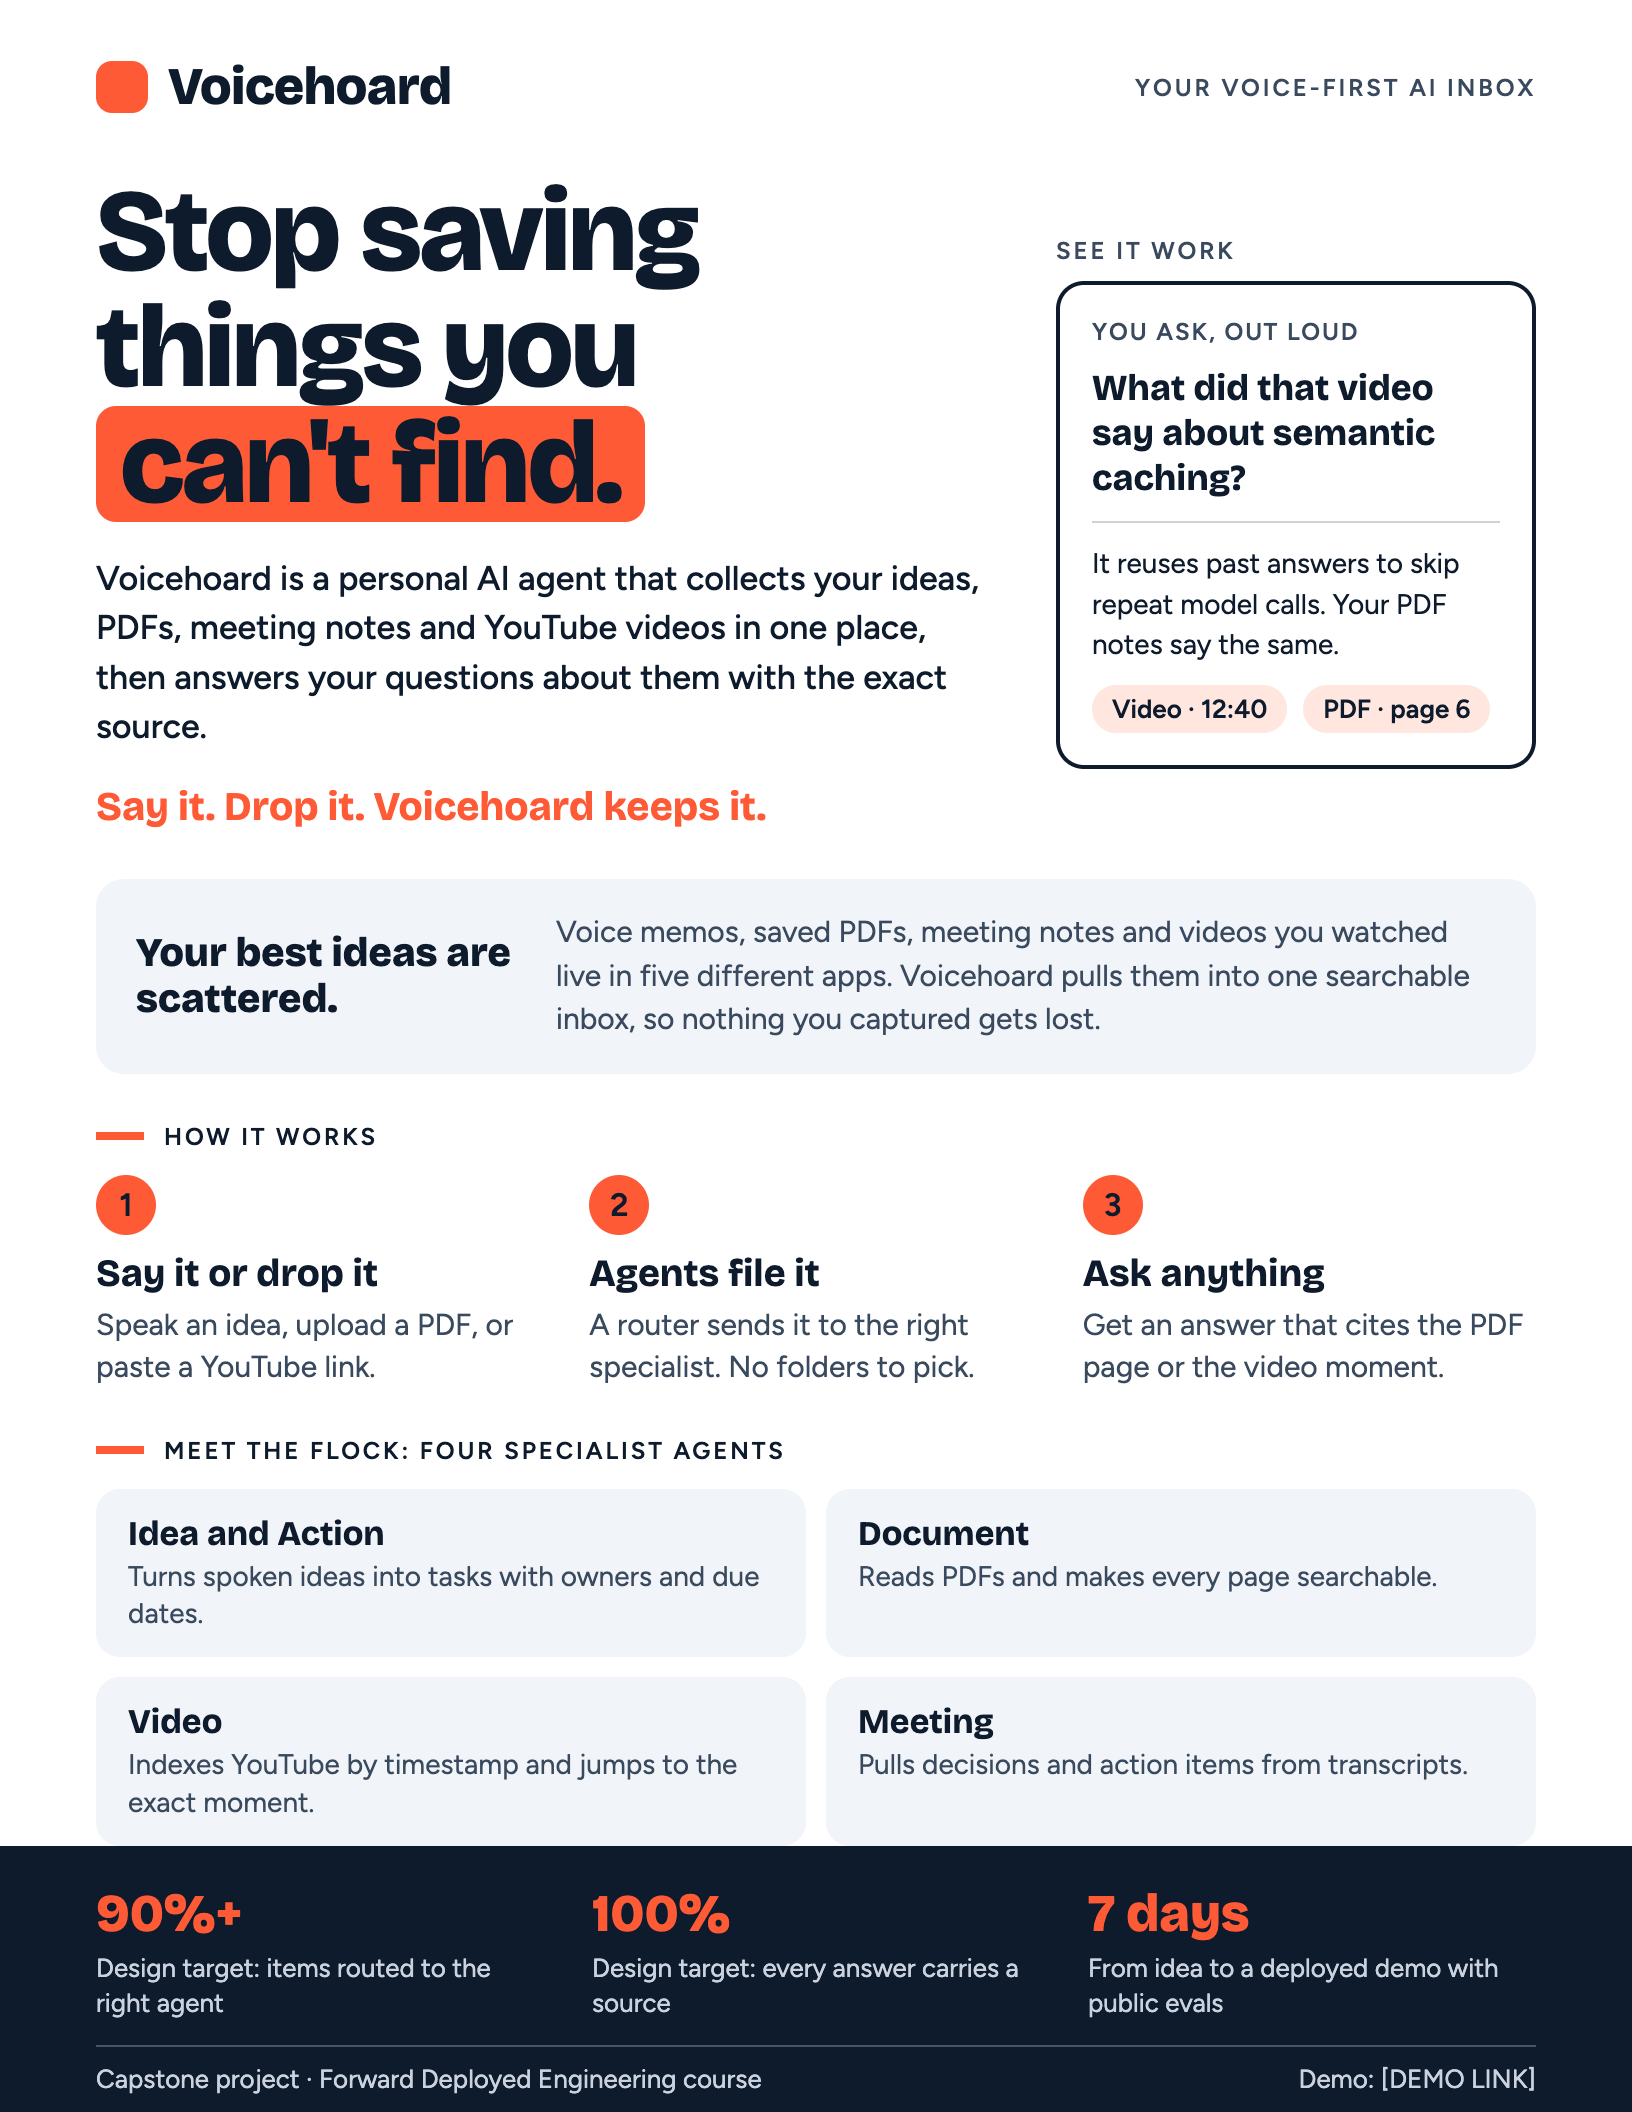 Voicehoard
YOUR VOICE-FIRST AI INBOX
Stop saving
things you
can't find.
Voicehoard is a personal AI agent that collects your ideas,
PDFs, meeting notes and YouTube videos in one place,
then answers your questions about them with the exact
source.
Say it. Drop it. Voicehoard keeps it.
SEE IT WORK
YOU ASK, OUT LOUD
What did that video
say about semantic
caching?
It reuses past answers to skip
repeat model calls. Your PDF
notes say the same.
Video · 12:40
PDF · page 6
Your best ideas are
scattered.
Voice memos, saved PDFs, meeting notes and videos you watched
live in five different apps. Voicehoard pulls them into one searchable
inbox, so nothing you captured gets lost.
HOW IT WORKS
1
Say it or drop it
Speak an idea, upload a PDF, or
paste a YouTube link.
2
Agents file it
A router sends it to the right
specialist. No folders to pick.
3
Ask anything
Get an answer that cites the PDF
page or the video moment.
MEET THE FLOCK: FOUR SPECIALIST AGENTS
Idea and Action
Turns spoken ideas into tasks with owners and due
dates.
Document
Reads PDFs and makes every page searchable.
Video
Indexes YouTube by timestamp and jumps to the
exact moment.
Meeting
Pulls decisions and action items from transcripts.
90%+
Design target: items routed to the
right agent
100%
Design target: every answer carries a
source
7 days
From idea to a deployed demo with
public evals
Capstone project · Forward Deployed Engineering course
Demo: [DEMO LINK]